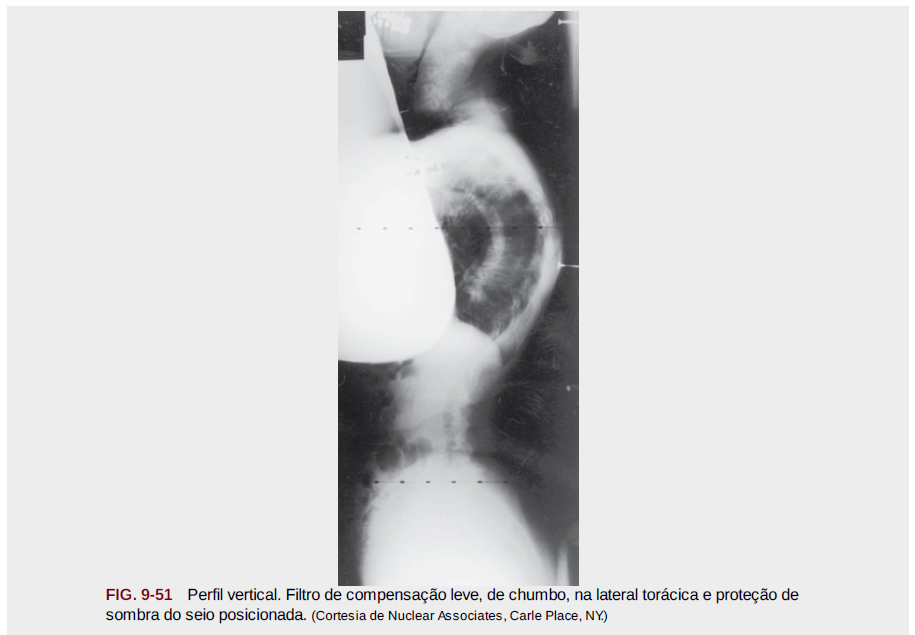 FIG. 9-51 Perfil vertical. Filtro de compensação leve, de chumbo, na lateral torácica e proteção de
sombra do seio posicionada. (Cortesia de Nuclear Associates, Carle Place, NY.)